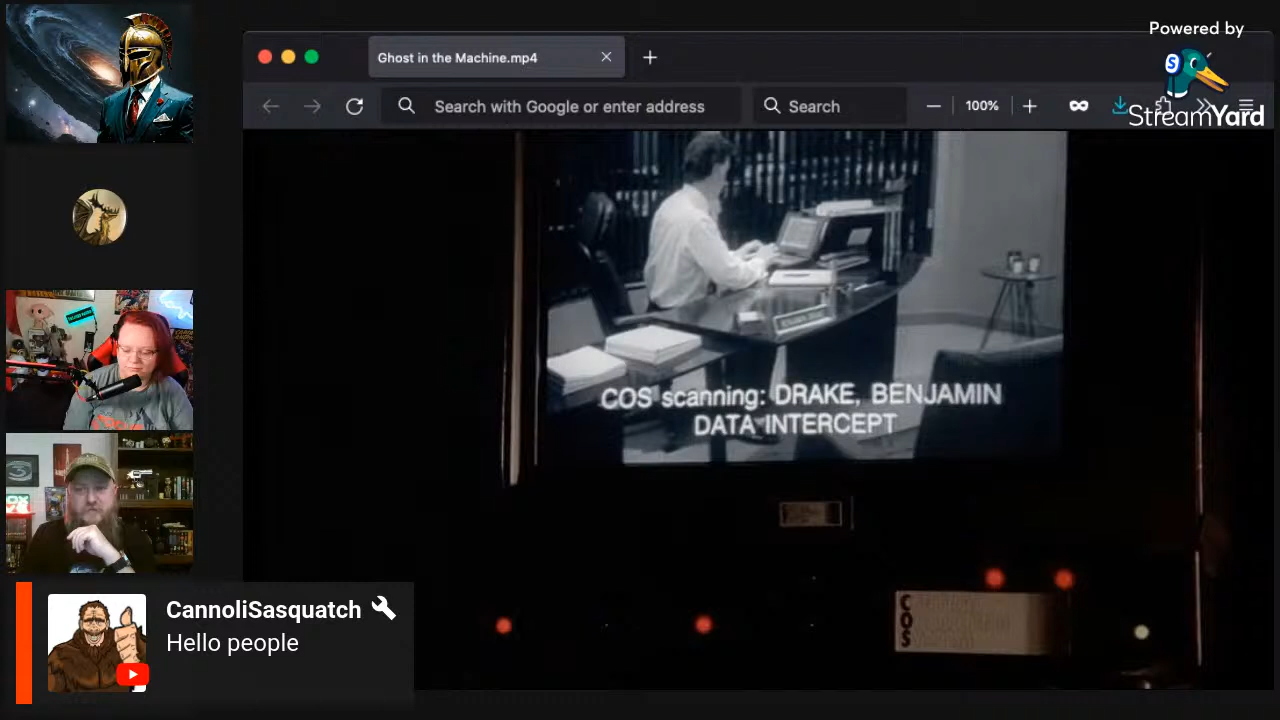 Powered by
StreamYard
Ghost in the Machine.mp4
Search with Google or enter address
Search
100%
COS scanning: DRAKE, BENJAMIN
DATA INTERCEPT
C
O
S
CannoliSasquatch
Hello people